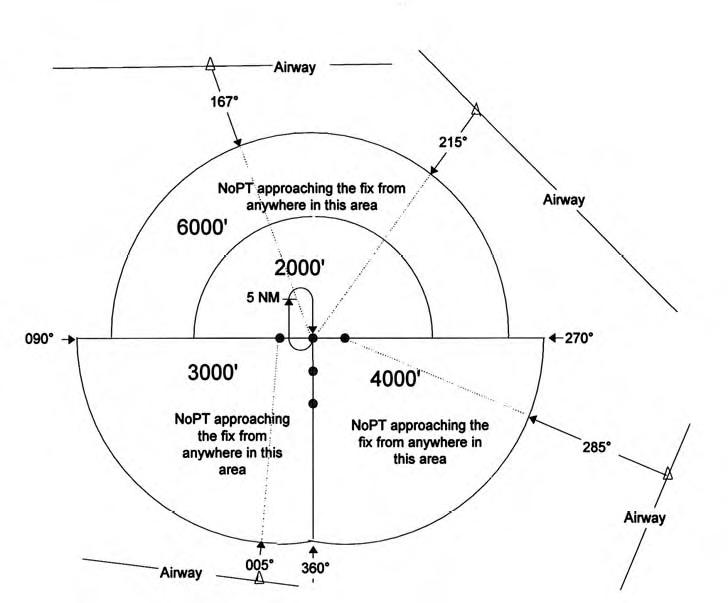 Airway
167°
215°
NoPT approaching the fix from
anywhere in this area
Airway
6000'
2000'
5 NM
090°
270°
3000'
4000'
NoPT approaching
the fix from
anywhere in this
area
NoPT approaching the
fix from anywhere in
this area
285°
Airway
005°
360°
Airway